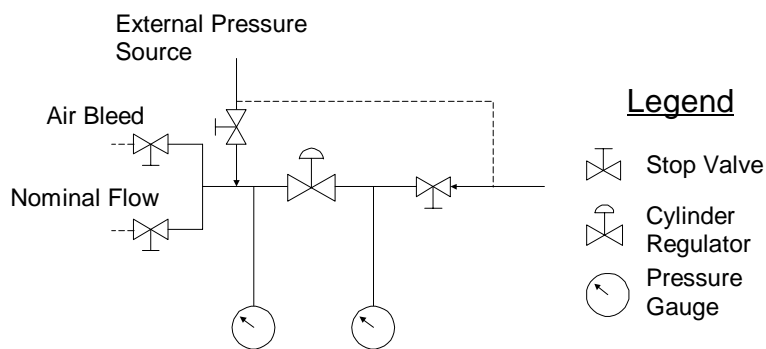 External Pressure
Source
Air Bleed
Nominal Flow
Legend
Stop Valve
Cylinder
Regulator
Pressure
Gauge